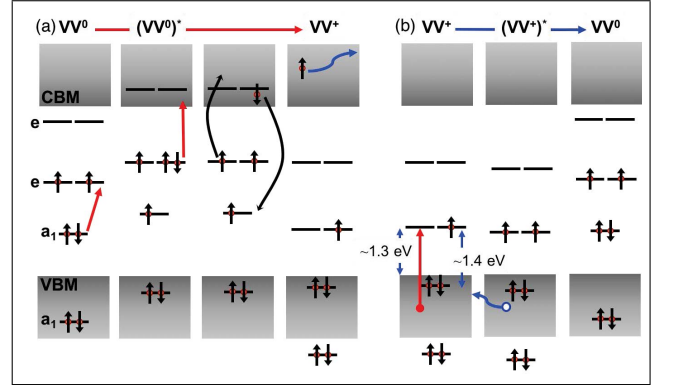 (a) VV⁰ (VV⁰)* VV⁺
CBM
e
e
a₁
VBM
a₁
(b) VV⁺ (VV⁺)* VV⁰
~1.3 eV
~1.4 eV